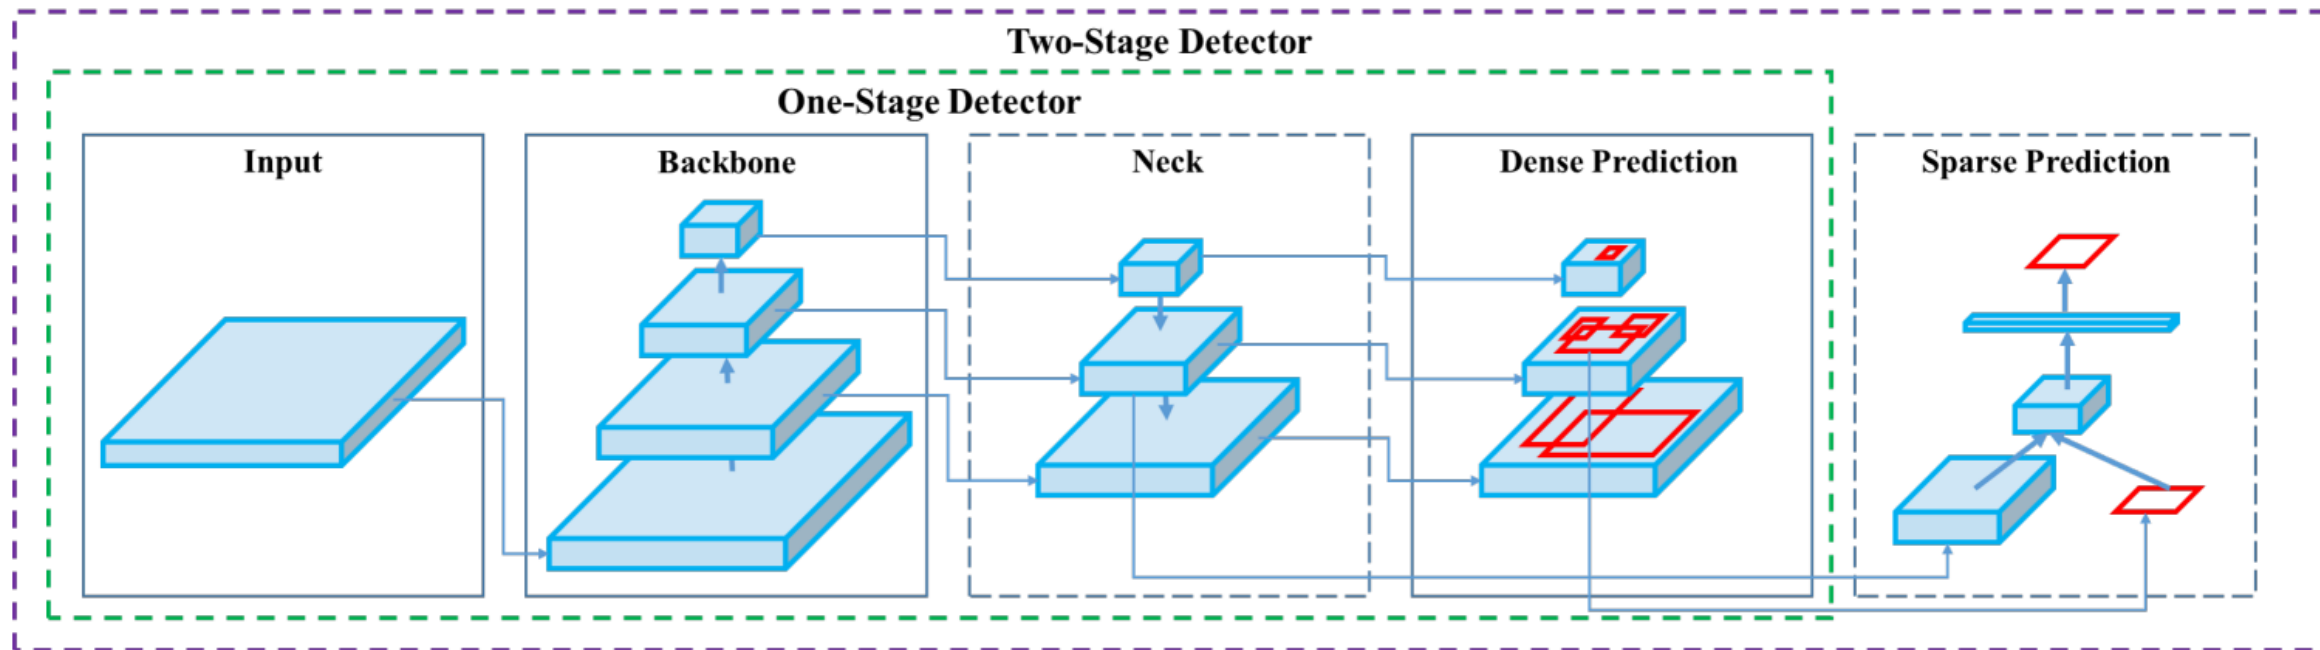 Two-Stage Detector
One-Stage Detector
Input
Backbone
Neck
Dense Prediction
Sparse Prediction